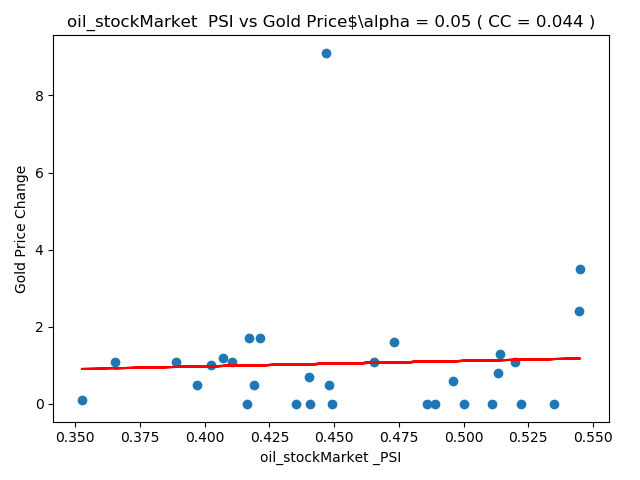 oil_stockMarket  PSI vs Gold Price$\alpha = 0.05 ( CC = 0.044 )
Gold Price Change
8
6
4
2
0
0.350 0.375 0.400 0.425 0.450 0.475 0.500 0.525 0.550
oil_stockMarket _PSI